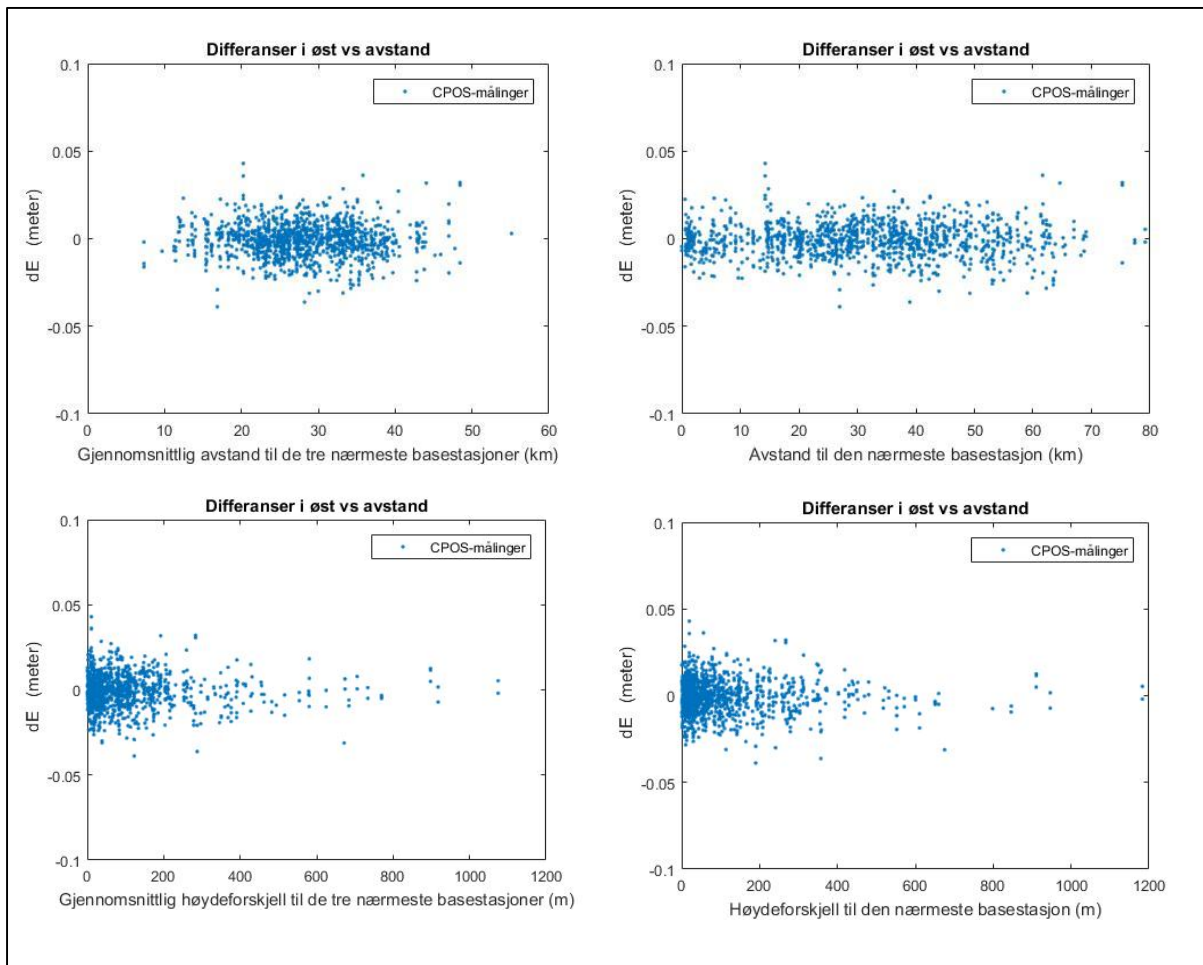 Differanser i øst vs avstand
0.1
0.05
0
-0.05
-0.1
dE (meter)
CPOS-målinger
0 10 20 30 40 50 60
Gjennomsnittlig avstand til de tre nærmeste basestasjoner (km)
Differanser i øst vs avstand
0.1
0.05
0
-0.05
-0.1
dE (meter)
CPOS-målinger
0 10 20 30 40 50 60 70 80
Avstand til den nærmeste basestasjon (km)
Differanser i øst vs avstand
0.1
0.05
0
-0.05
-0.1
dE (meter)
CPOS-målinger
0 200 400 600 800 1000 1200
Gjennomsnittlig høydeforskjell til de tre nærmeste basestasjoner (m)
Differanser i øst vs avstand
0.1
0.05
0
-0.05
-0.1
dE (meter)
CPOS-målinger
0 200 400 600 800 1000 1200
Høydeforskjell til den nærmeste basestasjon (m)